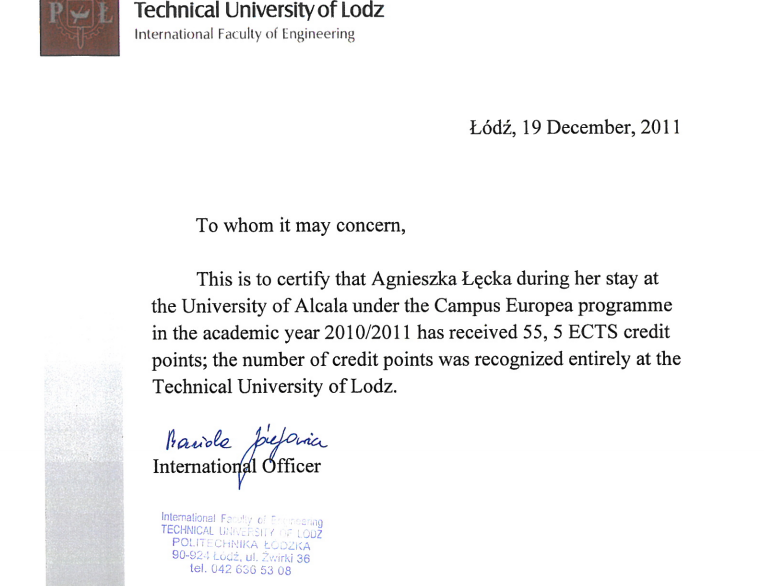 P Ł
Technical University of Lodz
International Faculty of Engineering
Łódź, 19 December, 2011
To whom it may concern,
This is to certify that Agnieszka Łęcka during her stay at
the University of Alcala under the Campus Europea programme
in the academic year 2010/2011 has received 55, 5 ECTS credit
points; the number of credit points was recognized entirely at the
Technical University of Lodz.
International Officer
International Faculty of Engineering
TECHNICAL UNIVERSITY OF LODZ
POLITECHNIKA ŁÓDZKA
90-924 Łódź, ul. Żwirki 36
tel. 042 636 53 08